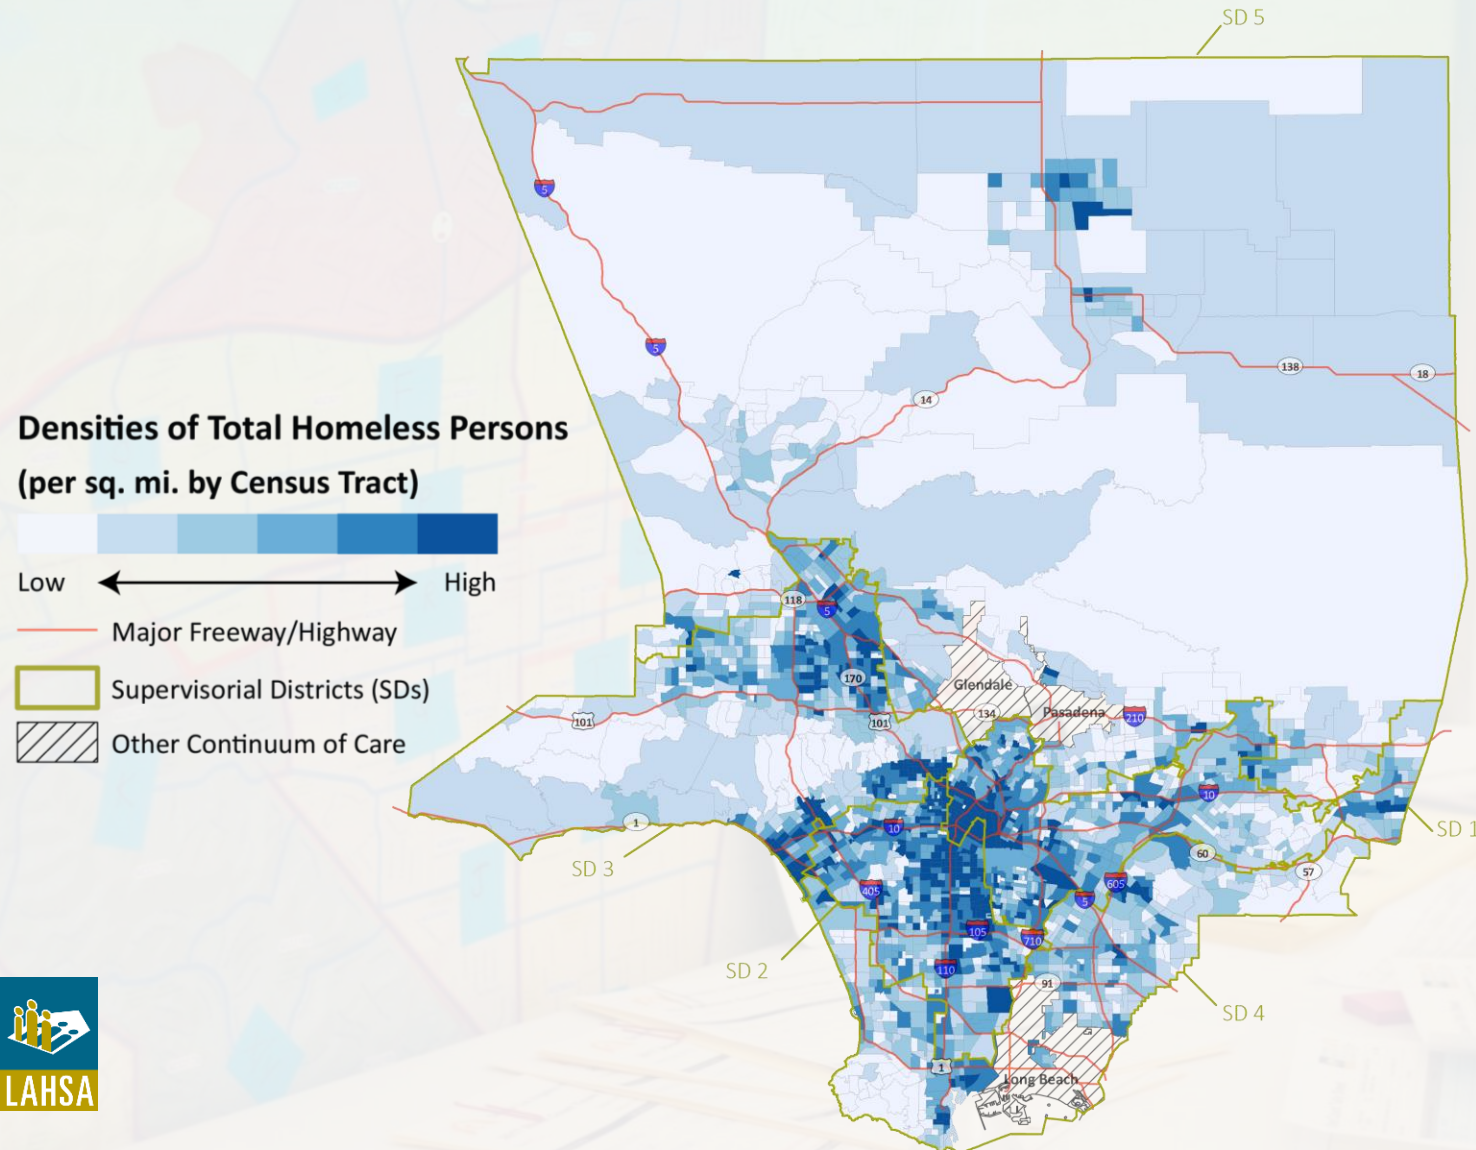 SD 5
5
5
14
138
18
Densities of Total Homeless Persons
(per sq. mi. by Census Tract)
Low
High
Major Freeway/Highway
Supervisorial Districts (SDs)
Other Continuum of Care
118
5
170
Glendale
101
101
134
Pasadena
210
10
1
10
SD 1
SD 3
60
57
405
605
5
105
710
SD 2
110
91
SD 4
1
Long Beach
LAHSA